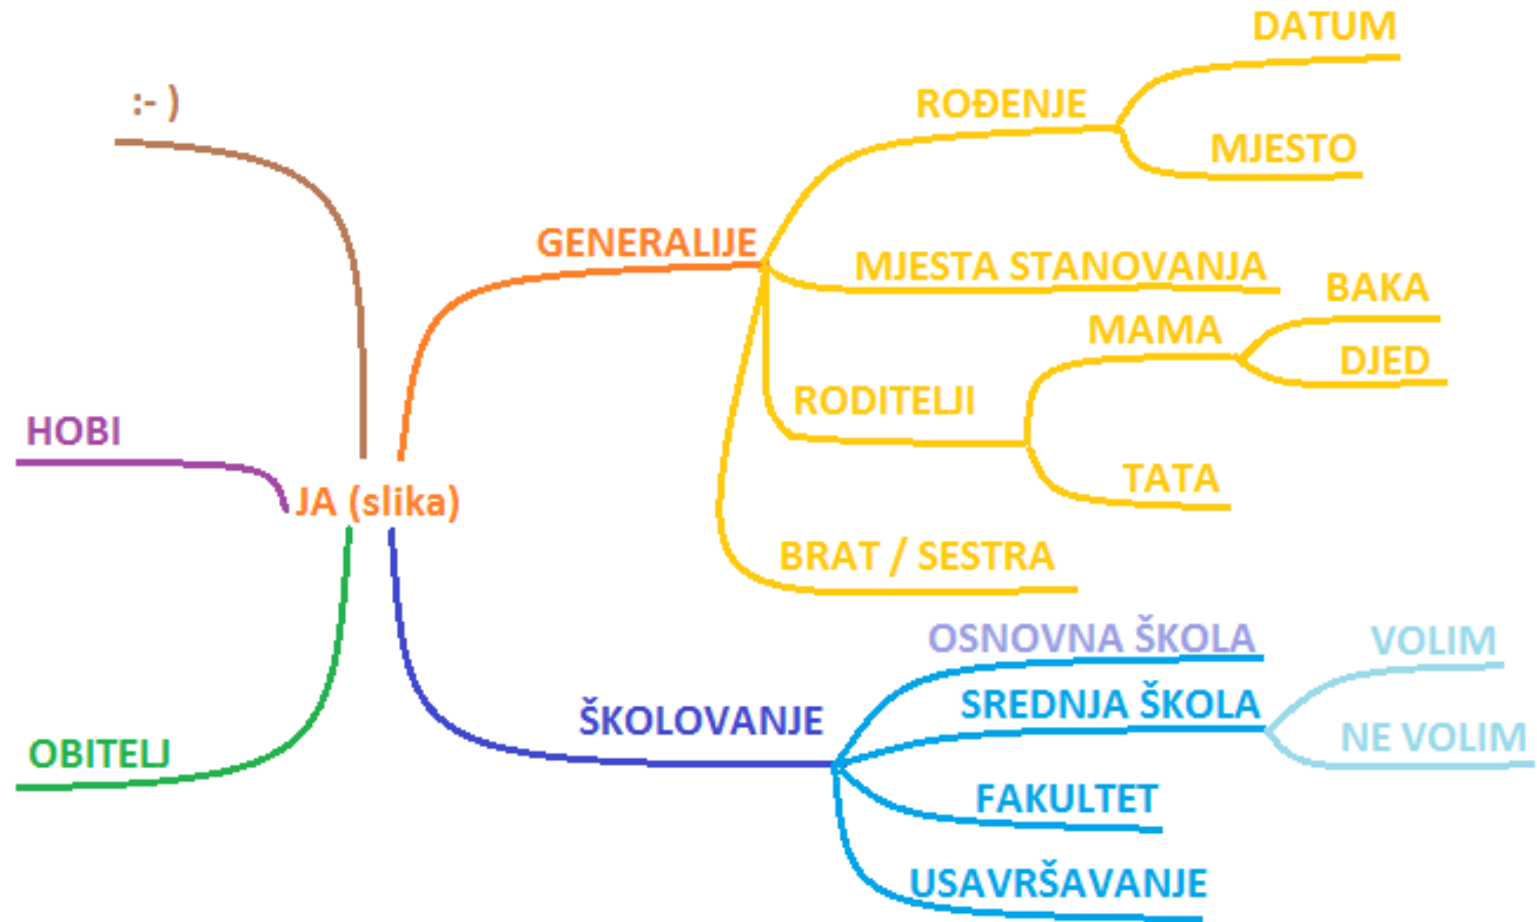 :- )
HOBI
JA (slika)
OBITELJ
GENERALIJE
ROĐENJE
DATUM
MJESTO
MJESTA STANOVANJA
RODITELJI
MAMA
BAKA
DJED
TATA
BRAT / SESTRA
ŠKOLOVANJE
OSNOVNA ŠKOLA
SREDNJA ŠKOLA
VOLIM
NE VOLIM
FAKULTET
USAVRŠAVANJE